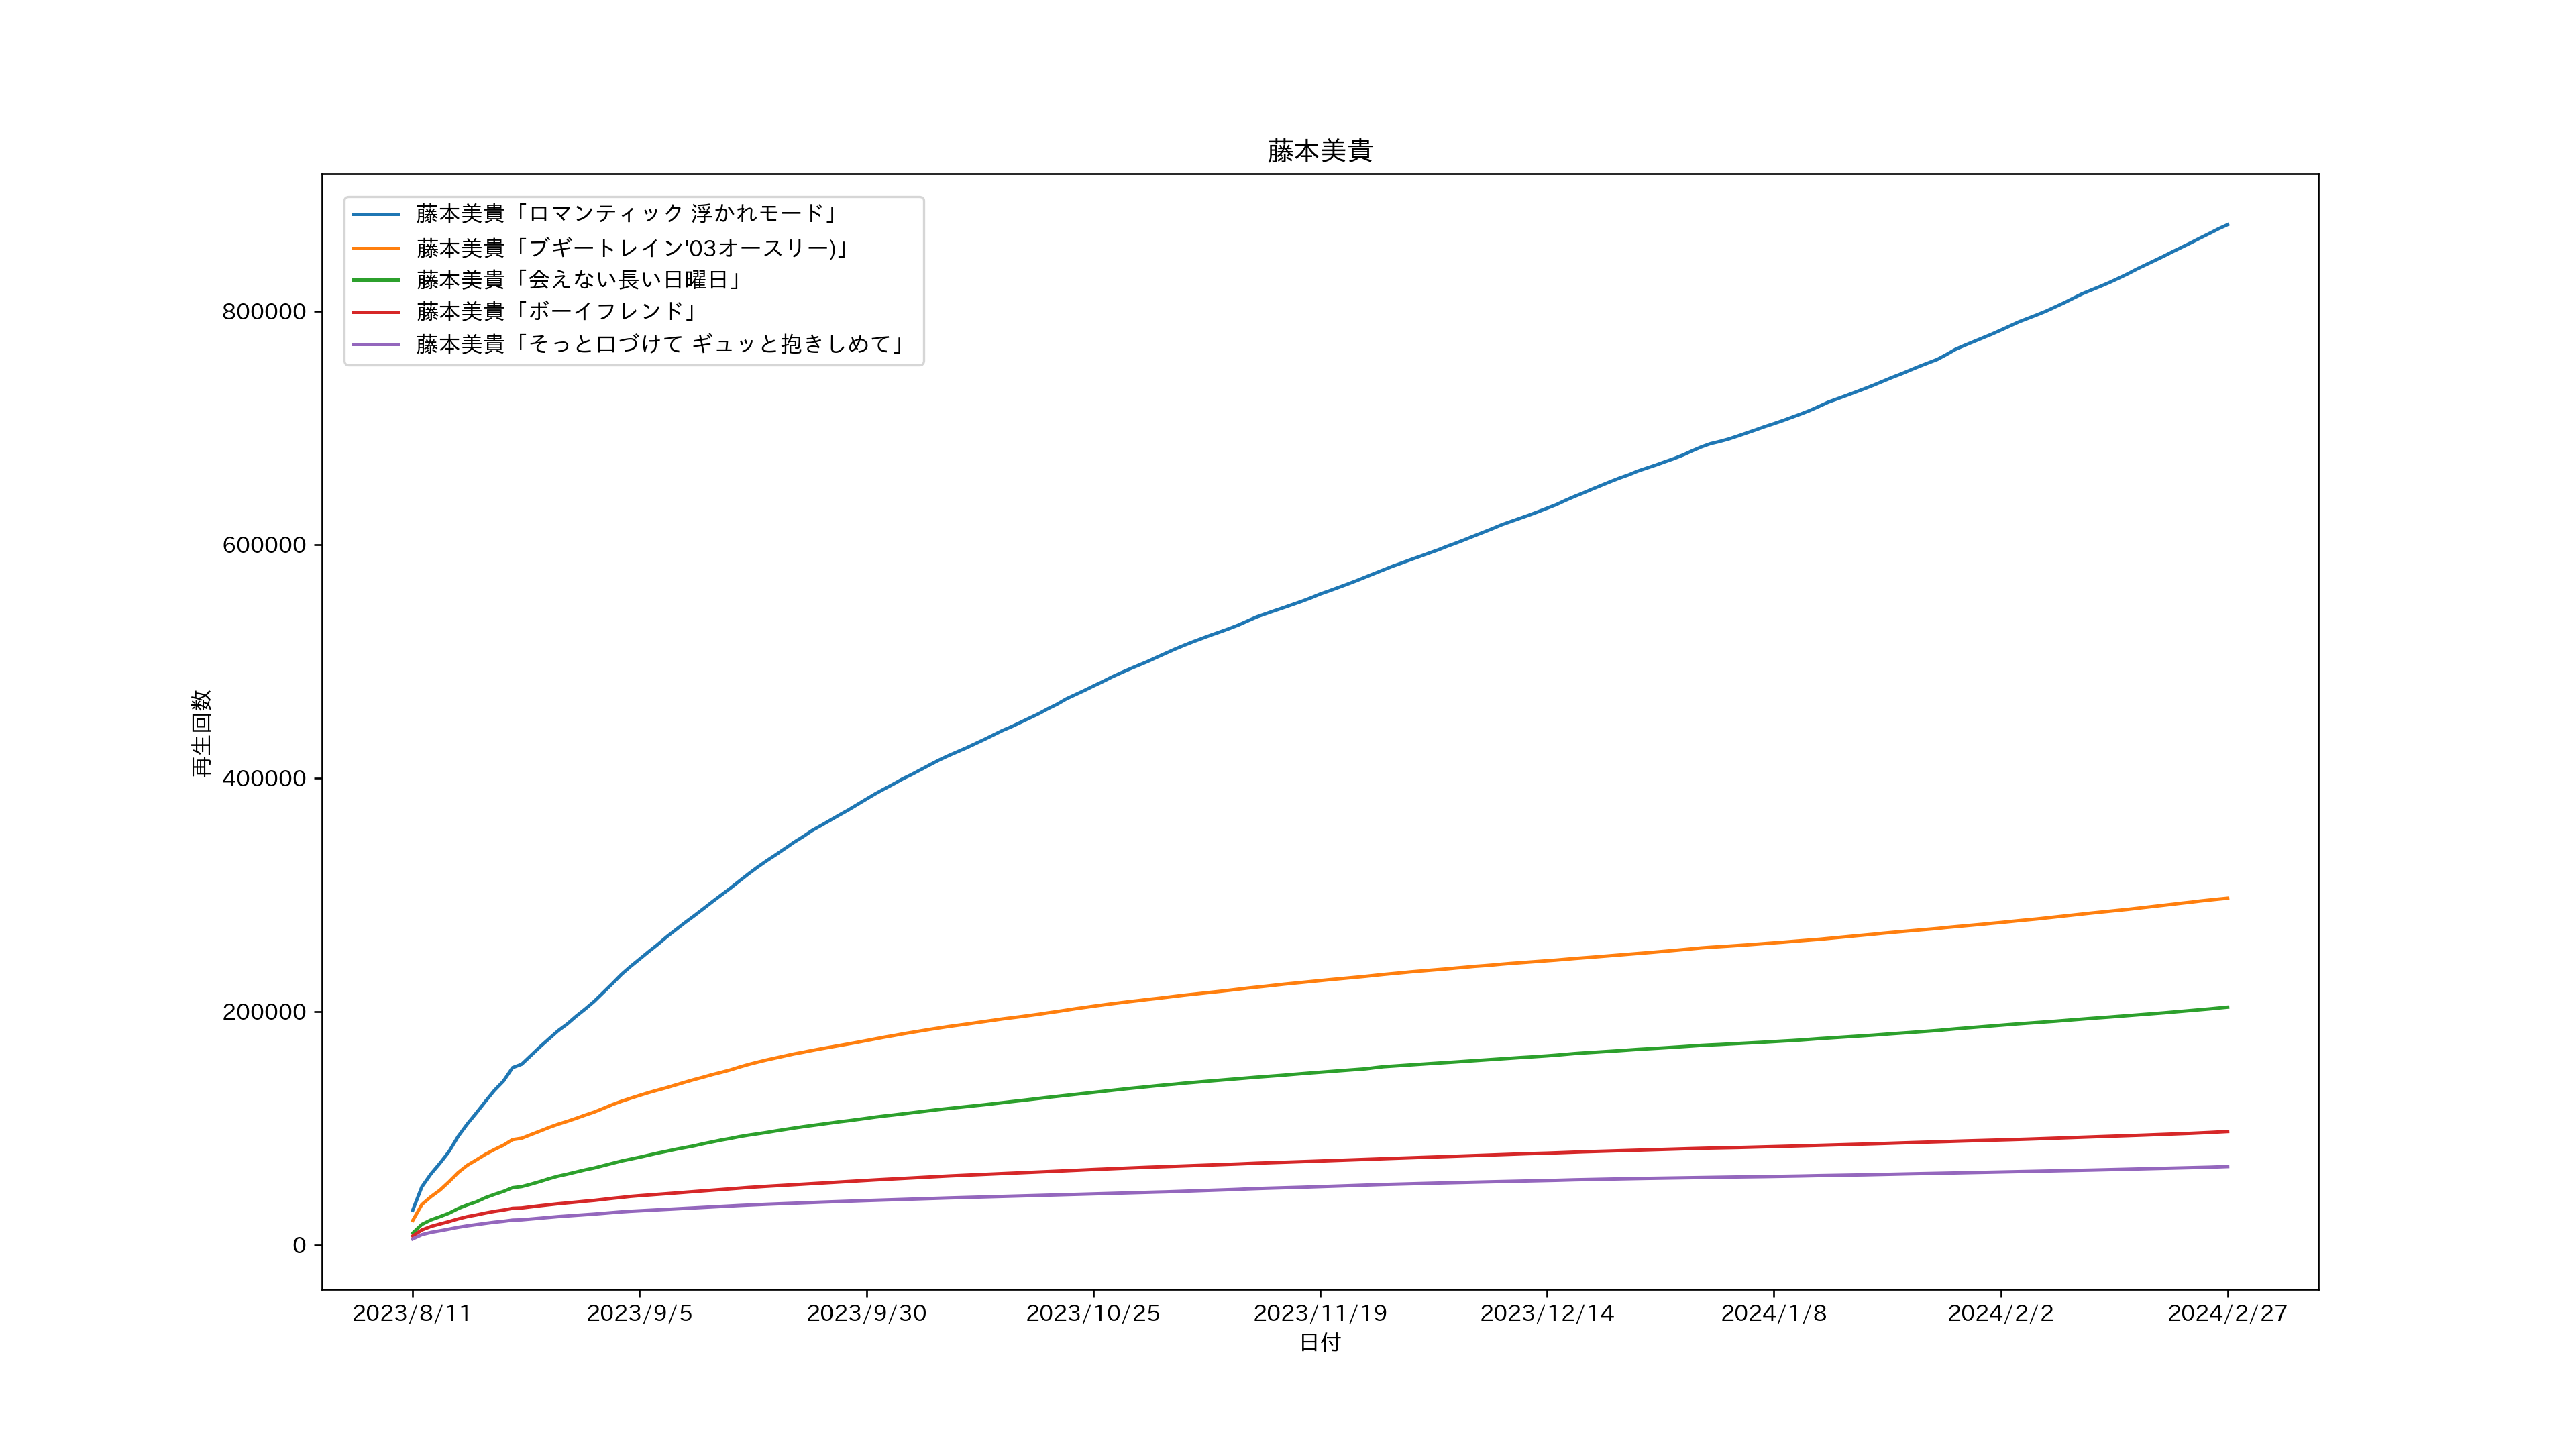 藤本美貴
藤本美貴「ロマンティック 浮かれモード」
藤本美貴「ブギートレイン'03オースリー)」
藤本美貴「会えない長い日曜日」
藤本美貴「ボーイフレンド」
藤本美貴「そっと口づけて ギュッと抱きしめて」
再生回数
800000
600000
400000
200000
0
2023/8/11 2023/9/5 2023/9/30 2023/10/25 2023/11/19 2023/12/14 2024/1/8 2024/2/2 2024/2/27
日付